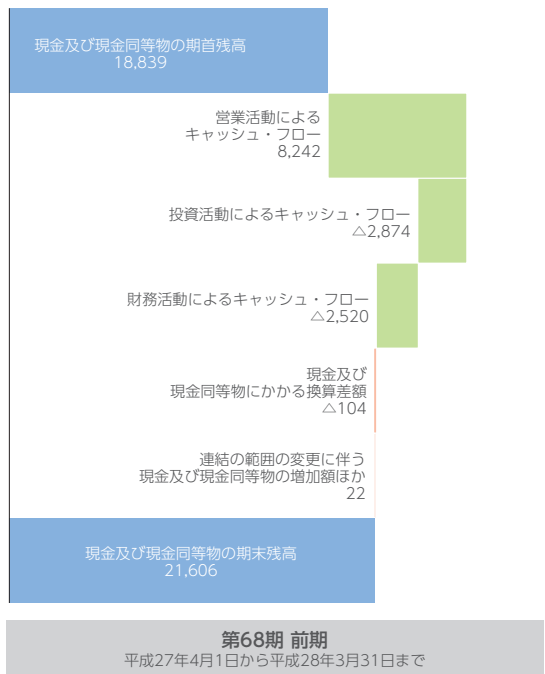 現金及び現金同等物の期首残高
18,839
営業活動による
キャッシュ・フロー
8,242
投資活動によるキャッシュ・フロー
△2,874
財務活動によるキャッシュ・フロー
△2,520
現金及び
現金同等物にかかる換算差額
△104
連結の範囲の変更に伴う
現金及び現金同等物の増加額ほか
22
現金及び現金同等物の期末残高
21,606
第68期 前期
平成27年4月1日から平成28年3月31日まで